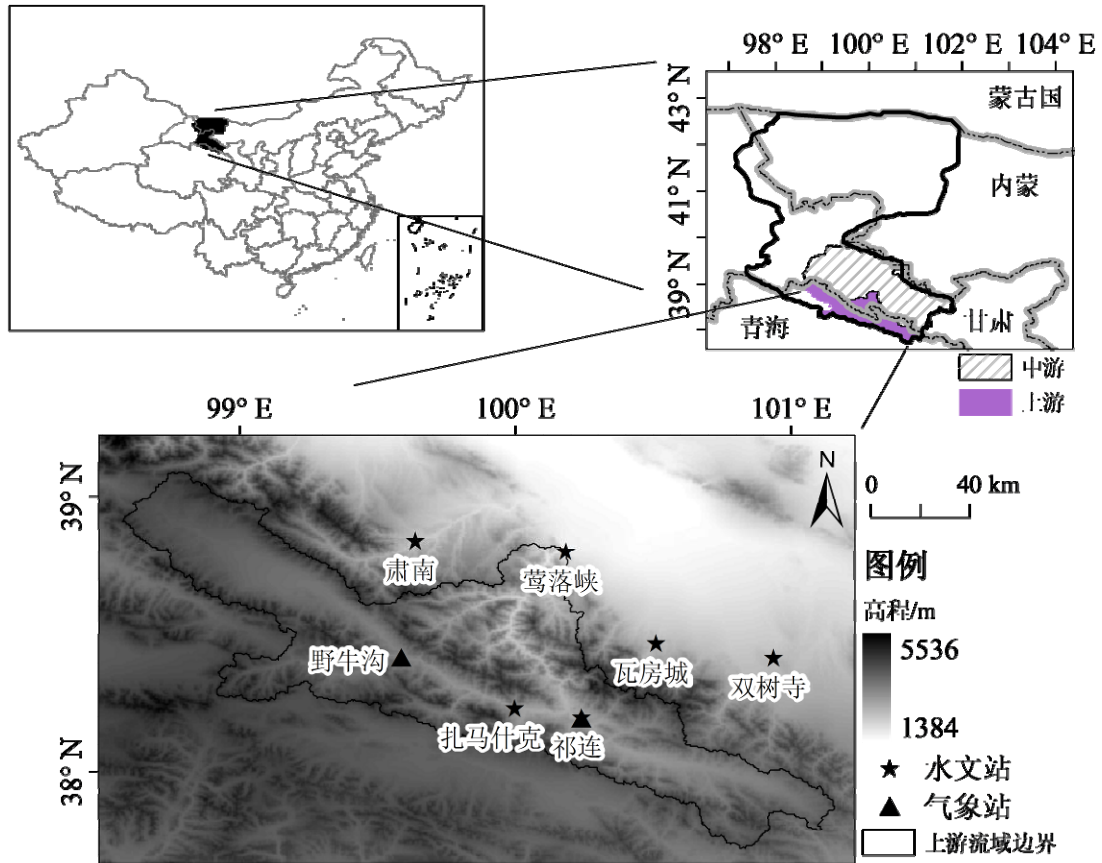 98° E 100° E 102° E 104° E
43° N
41° N
39° N
蒙古国
内蒙
青海
甘肃
中游
上游
99° E 100° E 101° E
39° N
38° N
N
0 40 km
肃南
莺落峡
野牛沟
瓦房城
双树寺
扎马什克
祁连
图例
高程/m
5536
1384
水文站
气象站
上游流域边界